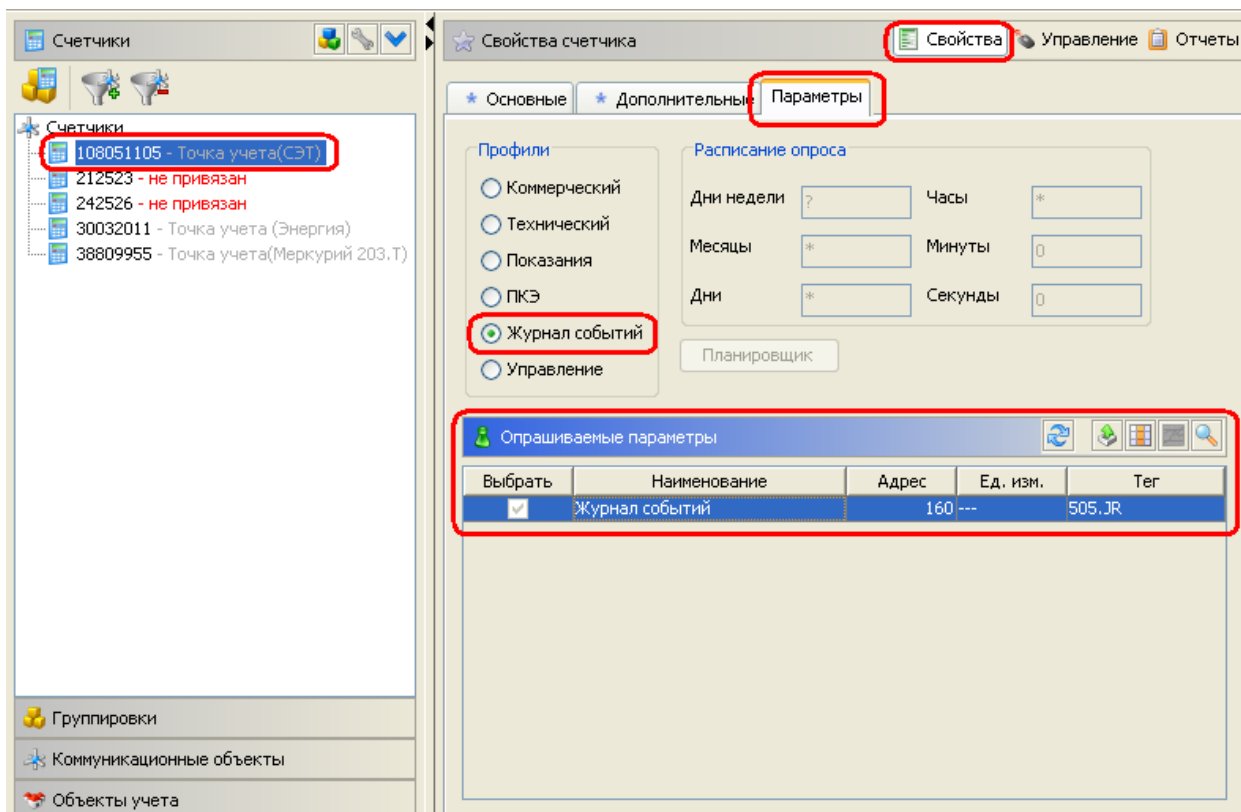 Счетчики
Счетчики
108051105 - Точка учета(СЭТ)
212523 - не привязан
242526 - не привязан
30032011 - Точка учета (Энергия)
38809955 - Точка учета(Меркурий 203.Т)
Группировки
Коммуникационные объекты
Объекты учета
Свойства счетчика
Свойства Управление Отчеты
* Основные * Дополнительные Параметры
Профили
Коммерческий
Технический
Показания
ПКЭ
Журнал событий
Управление
Расписание опроса
Дни недели ? Часы *
Месяцы * Минуты 0
Дни * Секунды 0
Планировщик
Опрашиваемые параметры
Выбрать Наименование Адрес Ед. изм. Тег
Журнал событий 160 --- 505.JR